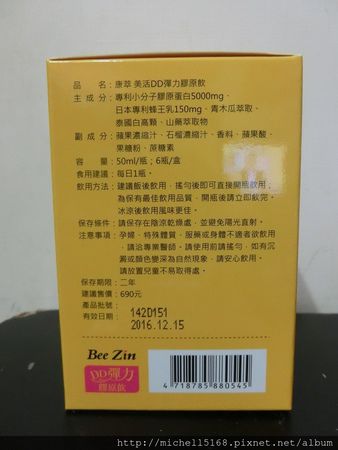 品名：康萃 美活DD彈力膠原飲
主成分：專利小分子膠原蛋白5000mg、
日本專利蜂王乳150mg、青木瓜萃取、
泰國白高顆、山藥萃取物
副成分：蘋果濃縮汁、石榴濃縮汁、香料、蘋果酸、
果糖粉、蔗糖素
容量：50ml/瓶；6瓶/盒
食用建議：每日1瓶。
飲用方法：建議飯後飲用，搖勻後即可直接開瓶飲用；
為保有最佳飲用品質，開瓶後請立即飲完。
冰涼後飲用風味更佳。
保存條件：請保存在陰涼乾燥處，並避免陽光直射。
注意事項：孕婦、特殊體質、服藥或身體不適者欲飲用
，請洽專業醫師。請使用前請搖勻，如有沉
澱或顏色變深為自然現象，請安心飲用。
請放置兒童不易取得處。
保存期限：二年
建議售價：690元
產品批號：
有效日期：
142D151
2016.12.15
Bee Zin
DD彈力
膠原飲
4 718785 880545
http://michell5168.pixnet.net/album